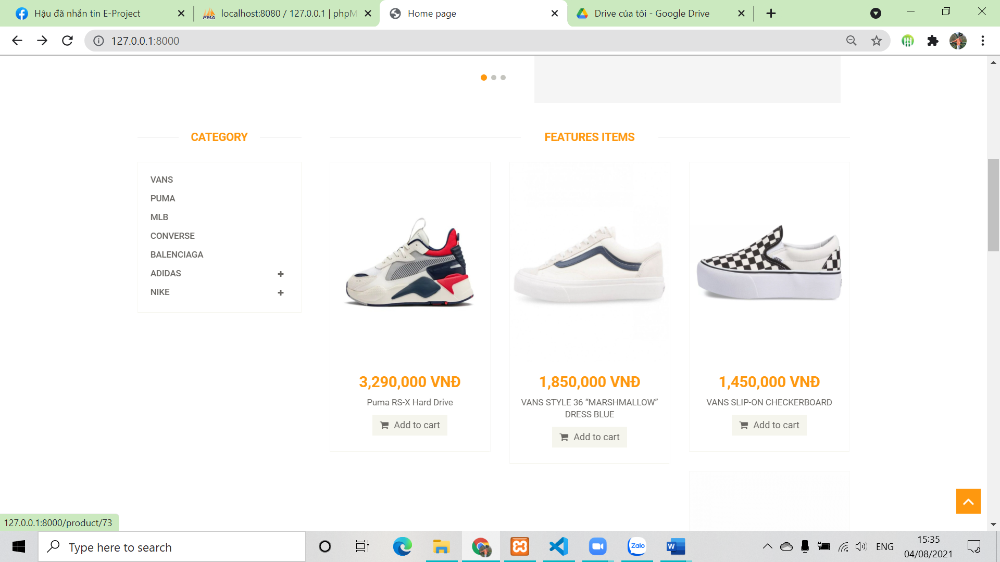 Hậu đã nhắn tin E-Project
PMA
localhost:8080 / 127.0.0.1 | phpM
Home page
Drive của tôi - Google Drive
127.0.0.1:8000
CATEGORY
FEATURES ITEMS
VANS
PUMA
MLB
CONVERSE
BALENCIAGA
ADIDAS +
NIKE +
3,290,000 VNĐ
Puma RS-X Hard Drive
Add to cart
1,850,000 VNĐ
VANS STYLE 36 “MARSHMALLOW”
DRESS BLUE
Add to cart
1,450,000 VNĐ
VANS SLIP-ON CHECKERBOARD
Add to cart
127.0.0.1:8000/product/73
Type here to search
Zalo
W
ENG
15:35
04/08/2021